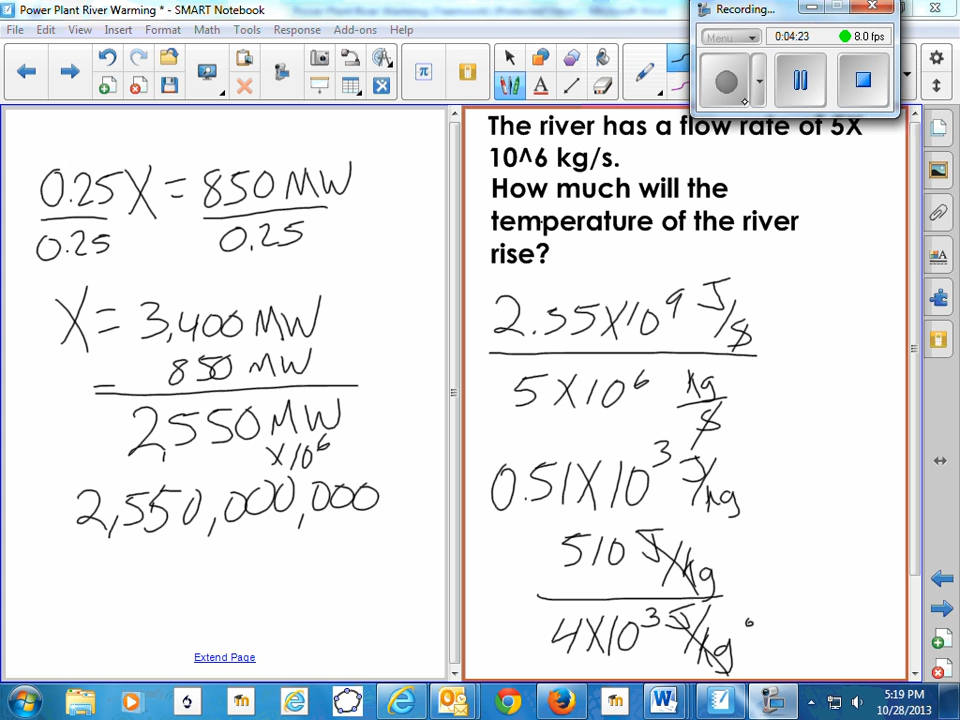 Power Plant River Warming * - SMART Notebook
Recording...
File Edit View Insert Format Math Tools Response Add-ons Help
Menu 0:04:23 8.0 fps
0.25X = 850 MW
0.25 0.25
X = 3,400 MW
= 850 MW
2,550 MW
X10^6
2,550,000,000
Extend Page
The river has a flow rate of 5X
10^6 kg/s.
How much will the
temperature of the river
rise?
2.55X10^9 J/s
5X10^6 kg/s
0.51X10^3 J/kg
510 J/kg
4X10^3 J/kg°
5:19 PM
10/28/2013